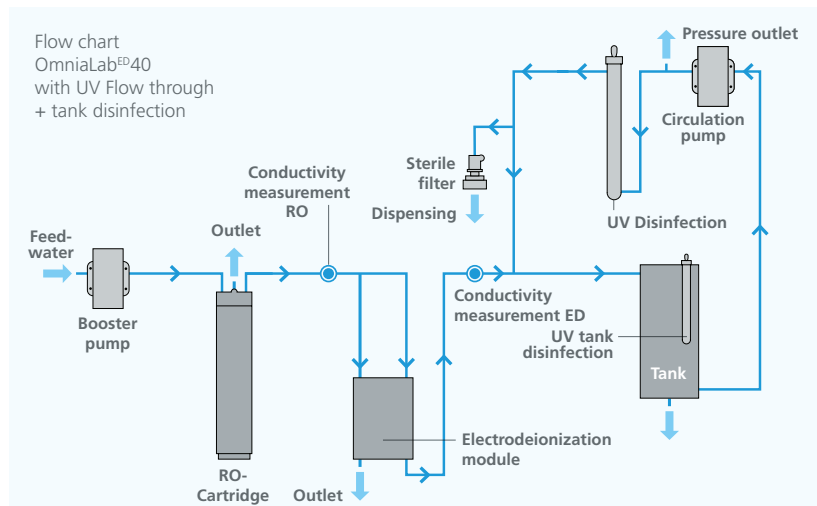 Flow chart
OmniaLabED40
with UV Flow through
+ tank disinfection
Pressure outlet
Circulation
pump
Sterile
filter
Dispensing
UV Disinfection
Conductivity
measurement
RO
Outlet
Feed-
water
Booster
pump
Conductivity
measurement ED
UV tank
disinfection
Tank
Electrodeionization
module
RO-
Cartridge
Outlet